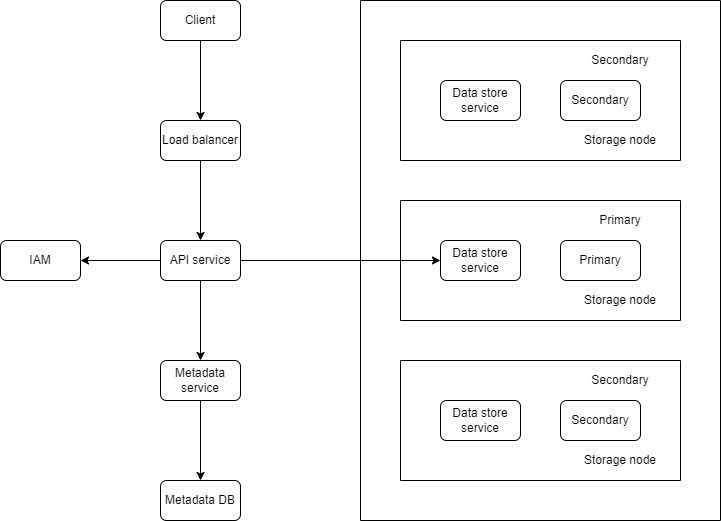 Client
Secondary
Data store
service
Secondary
Load balancer
Storage node
Primary
IAM
API service
Data store
service
Primary
Storage node
Metadata
service
Secondary
Data store
service
Secondary
Storage node
Metadata DB